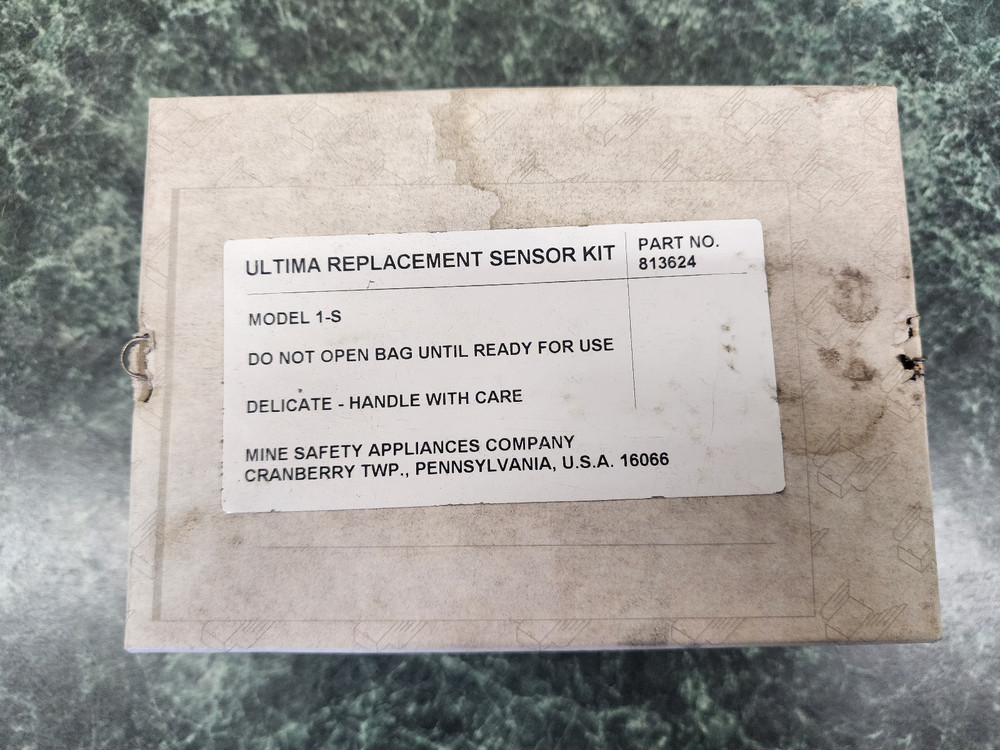 ULTIMA REPLACEMENT SENSOR KIT
PART NO.
813624
MODEL 1-S
DO NOT OPEN BAG UNTIL READY FOR USE
DELICATE - HANDLE WITH CARE
MINE SAFETY APPLIANCES COMPANY
CRANBERRY TWP., PENNSYLVANIA, U.S.A. 16066